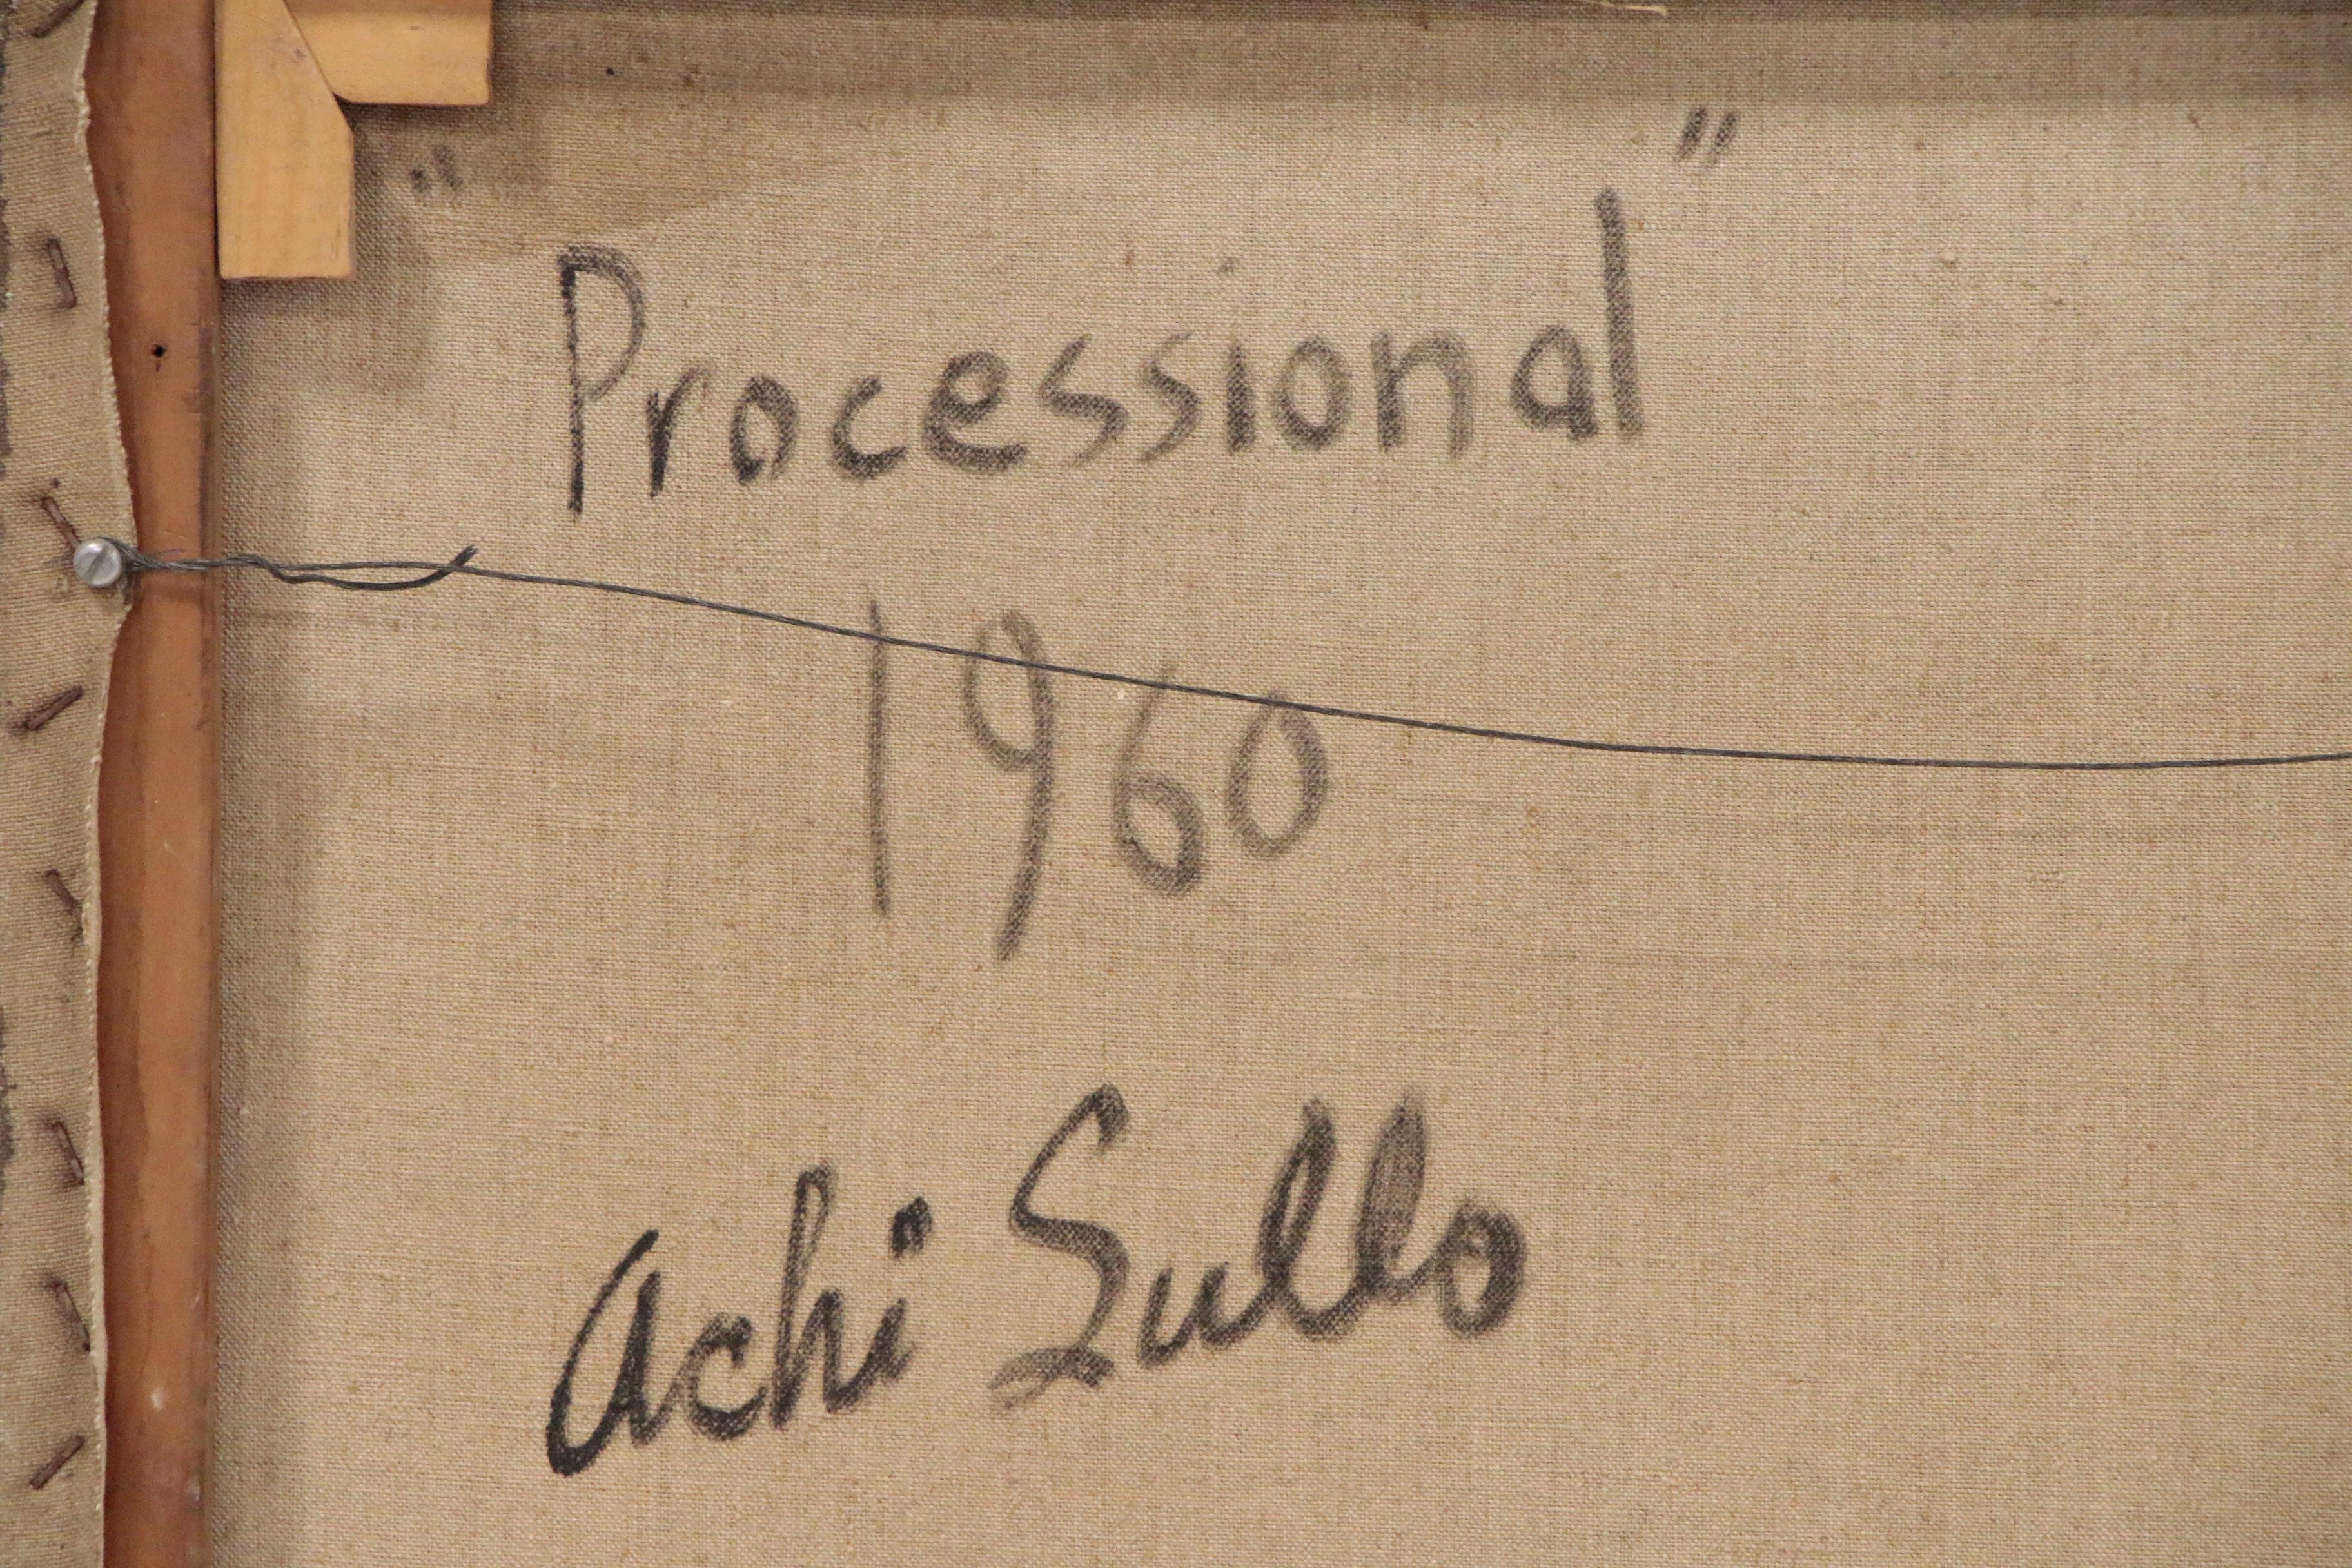 "Processional"
1960
Achi Sullo